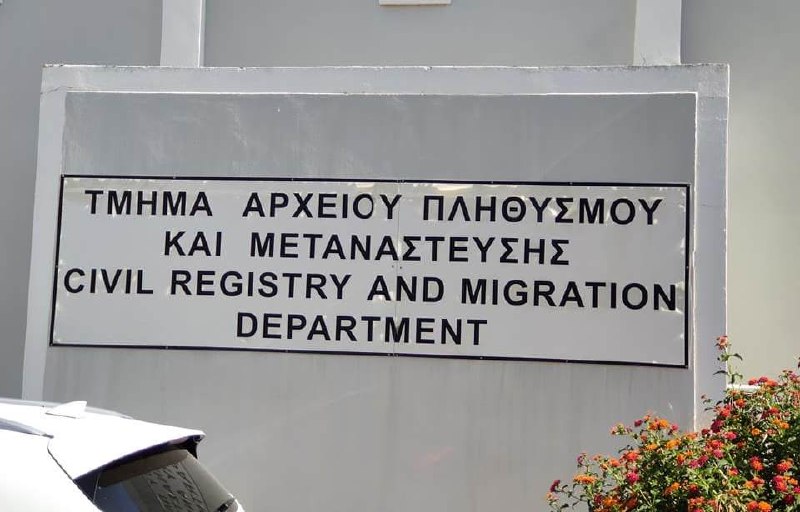 ΤΜΗΜΑ ΑΡΧΕΙΟΥ ΠΛΗΘΥΣΜΟΥ
ΚΑΙ ΜΕΤΑΝΑΣΤΕΥΣΗΣ
CIVIL REGISTRY AND MIGRATION
DEPARTMENT